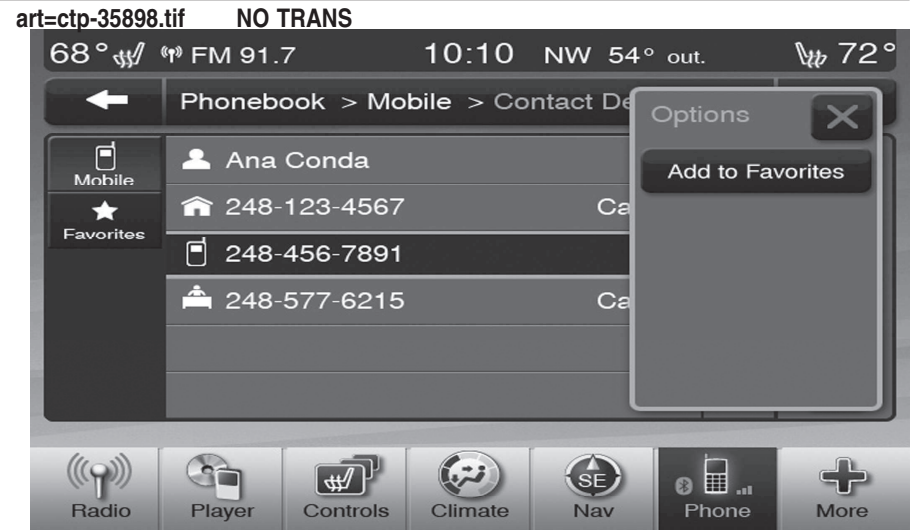 art=ctp-35898.tif NO TRANS
68° FM 91.7 10:10 NW 54° out. 72°
Phonebook > Mobile > Contact De
Options
Mobile
Ana Conda
Add to Favorites
Favorites
248-123-4567 Ca
248-456-7891
248-577-6215 Ca
SE
Radio Player Controls Climate Nav Phone More